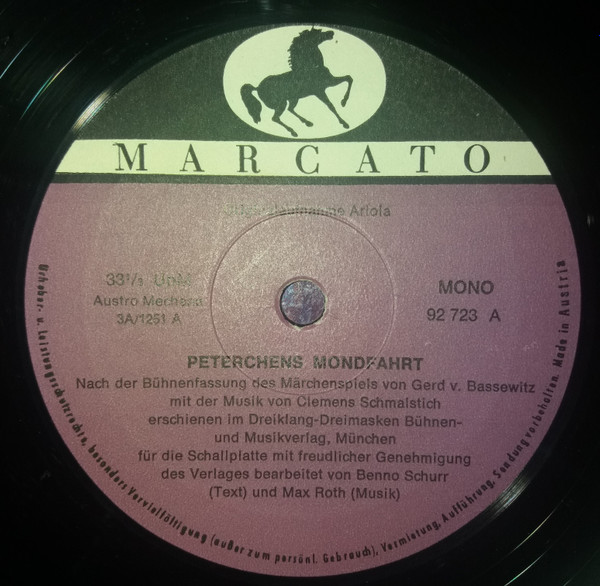 MARCATO
Originalaufnahme Ariola
33⅓ UpM
Austro Mechana
3A/1251 A
MONO
92 723 A
PETERCHENS MONDFAHRT
Nach der Bühnenfassung des Märchenspiels von Gerd v. Bassewitz
mit der Musik von Clemens Schmalstich
erschienen im Dreiklang-Dreimasken Bühnen-
und Musikverlag, München
für die Schallplatte mit freudlicher Genehmigung
des Verlages bearbeitet von Benno Schurr
(Text) und Max Roth (Musik)
Urheber- u. Leistungsschutzrechte, besonders Vervielfältigung (außer zum persönl. Gebrauch), Vermietung, Aufführung, Sendung vorbehalten. Made in Austria